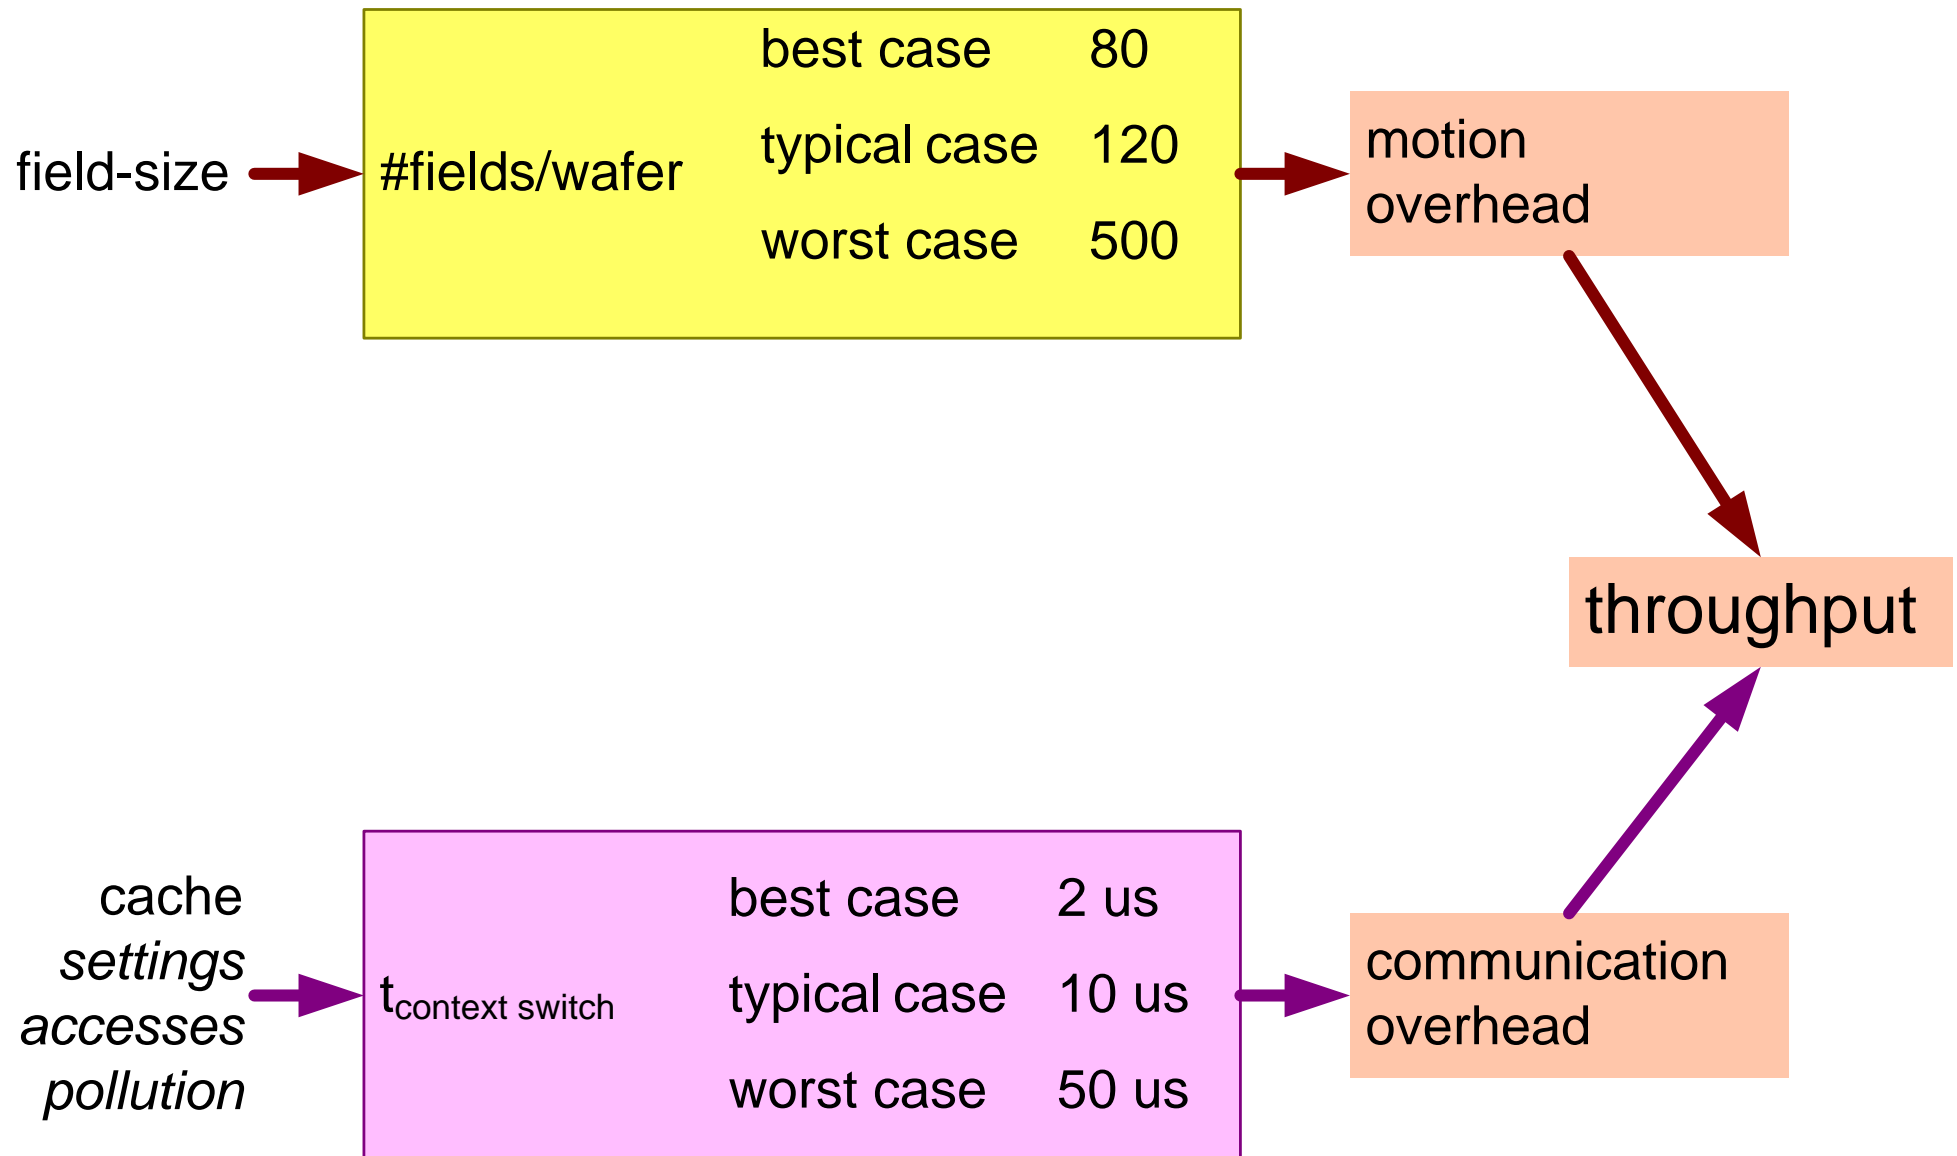 field-size
#fields/wafer
best case 80
typical case 120
worst case 500
motion
overhead
throughput
cache
settings
accesses
pollution
tcontext switch
best case 2 us
typical case 10 us
worst case 50 us
communication
overhead